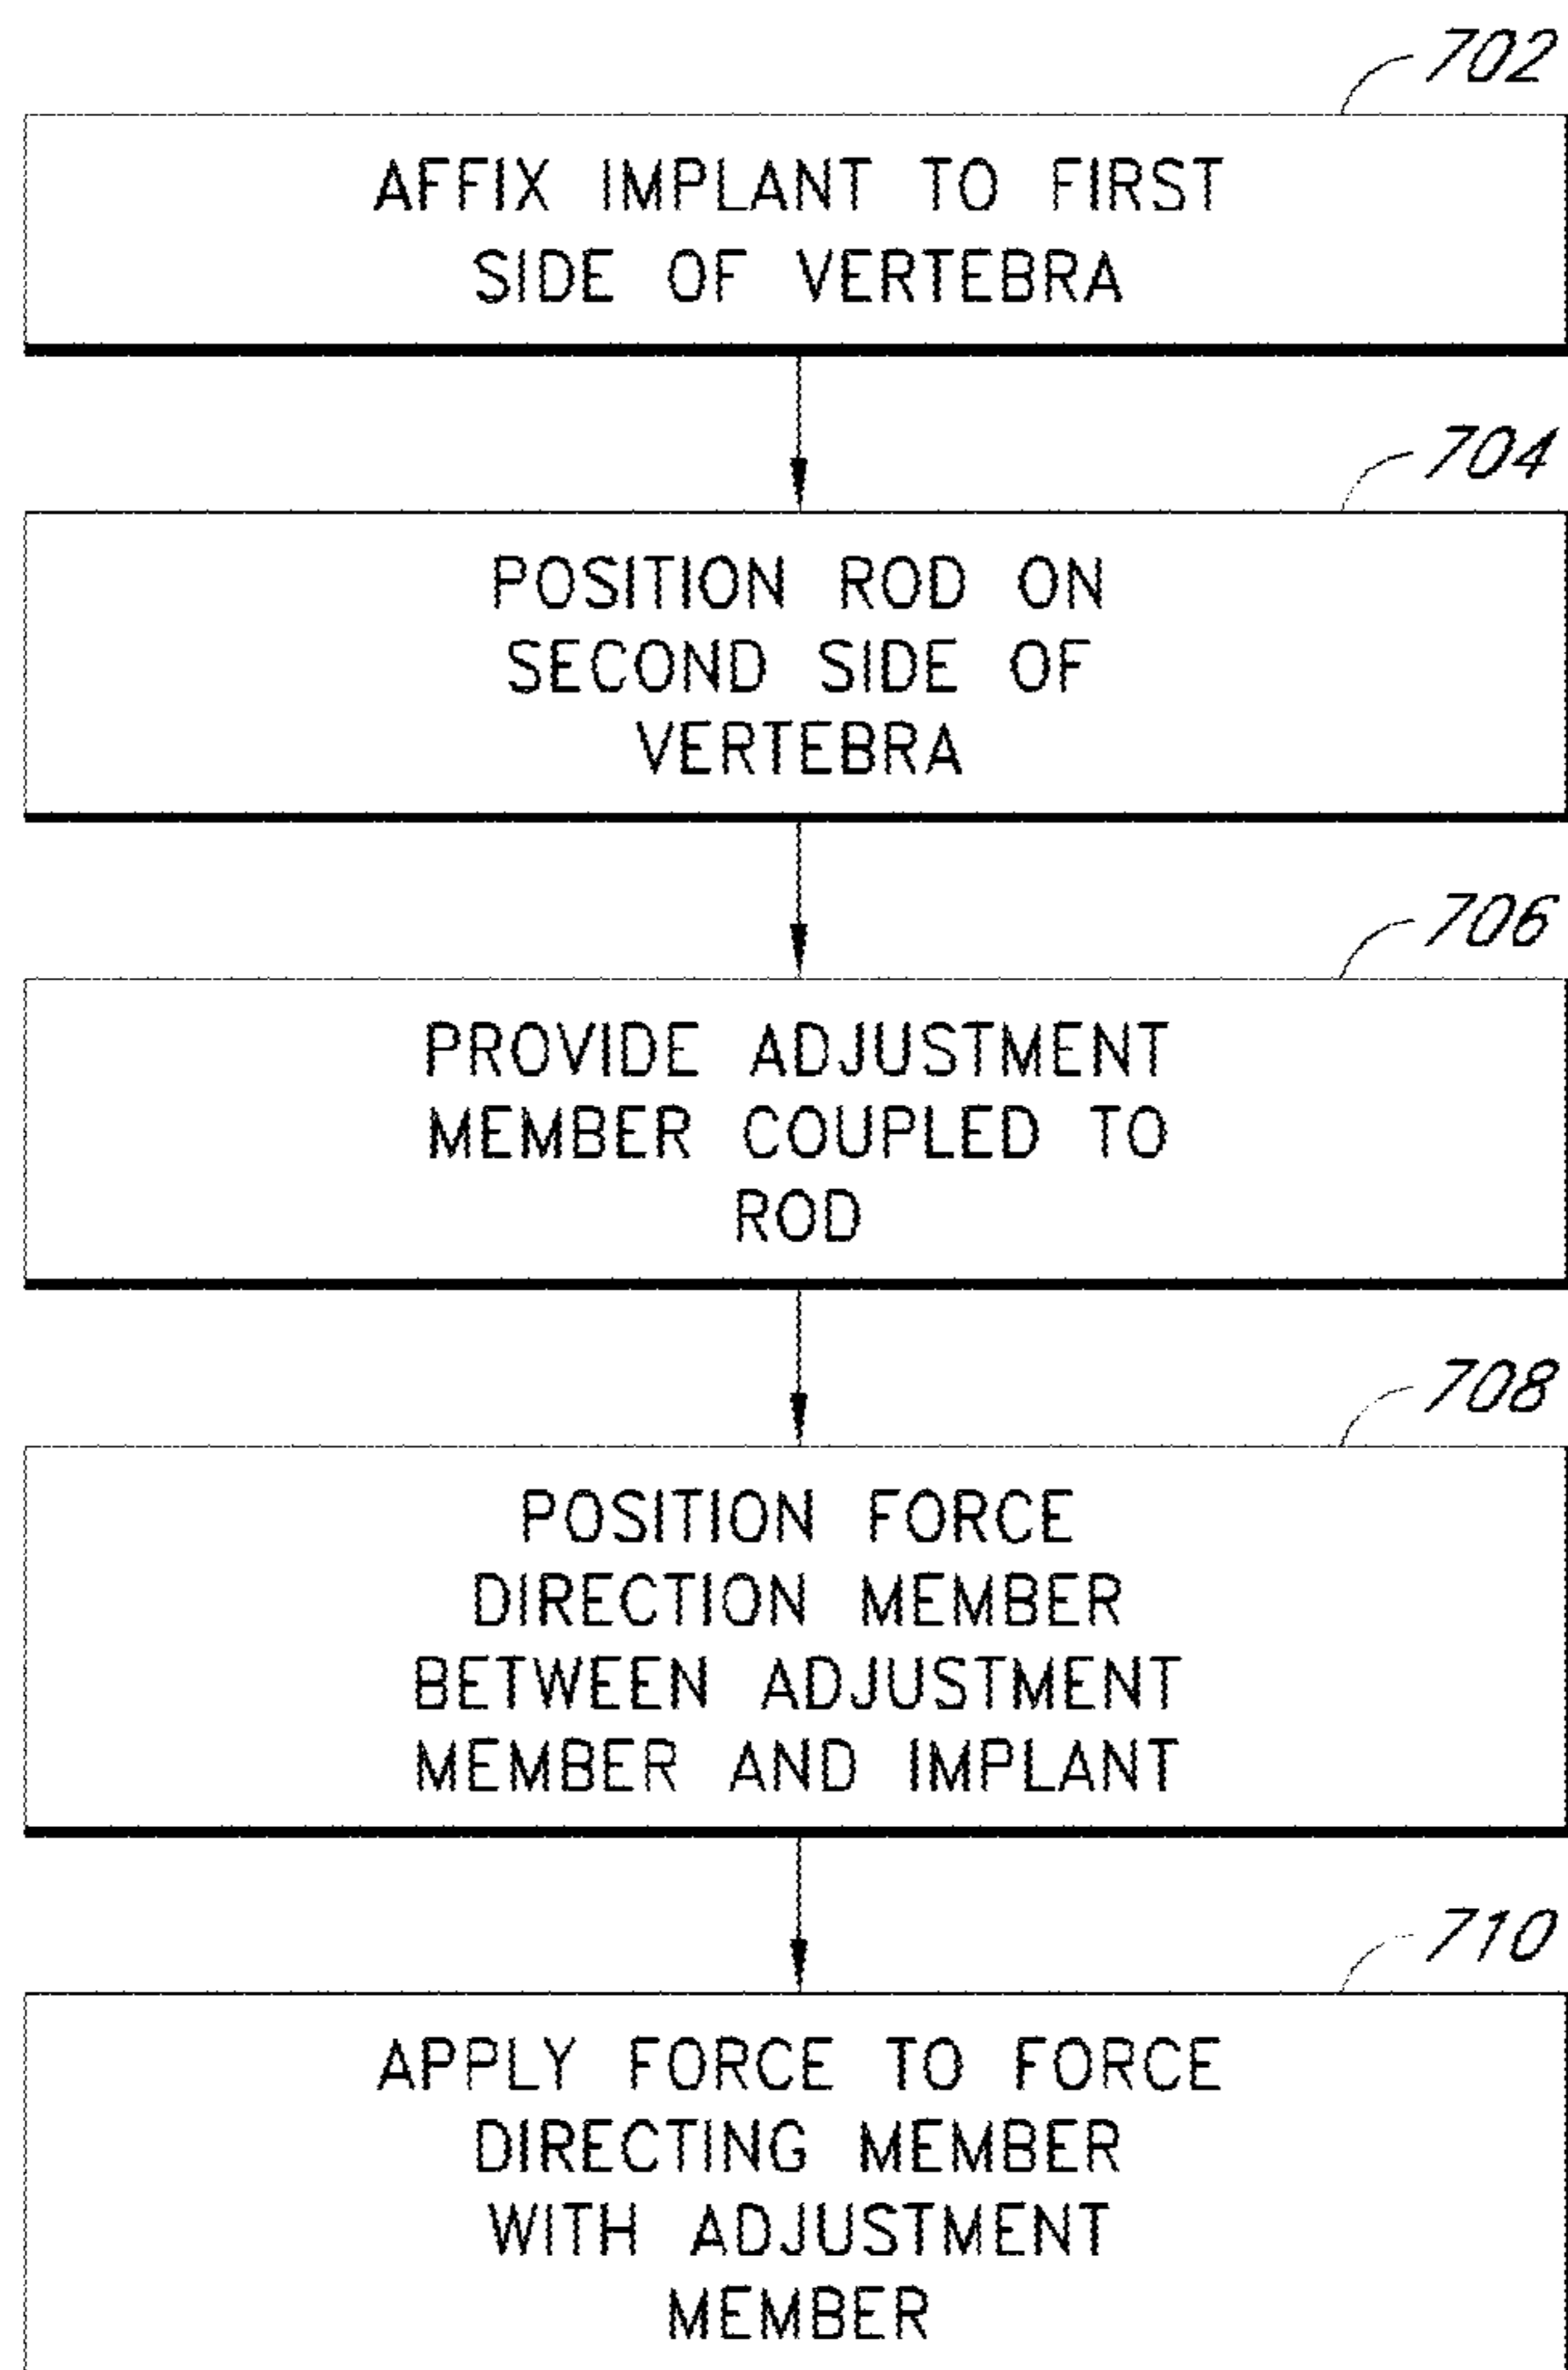 702
AFFIX IMPLANT TO FIRST
SIDE OF VERTEBRA
704
POSITION ROD ON
SECOND SIDE OF
VERTEBRA
706
PROVIDE ADJUSTMENT
MEMBER COUPLED TO
ROD
708
POSITION FORCE
DIRECTION MEMBER
BETWEEN ADJUSTMENT
MEMBER AND IMPLANT
710
APPLY FORCE TO FORCE
DIRECTING MEMBER
WITH ADJUSTMENT
MEMBER